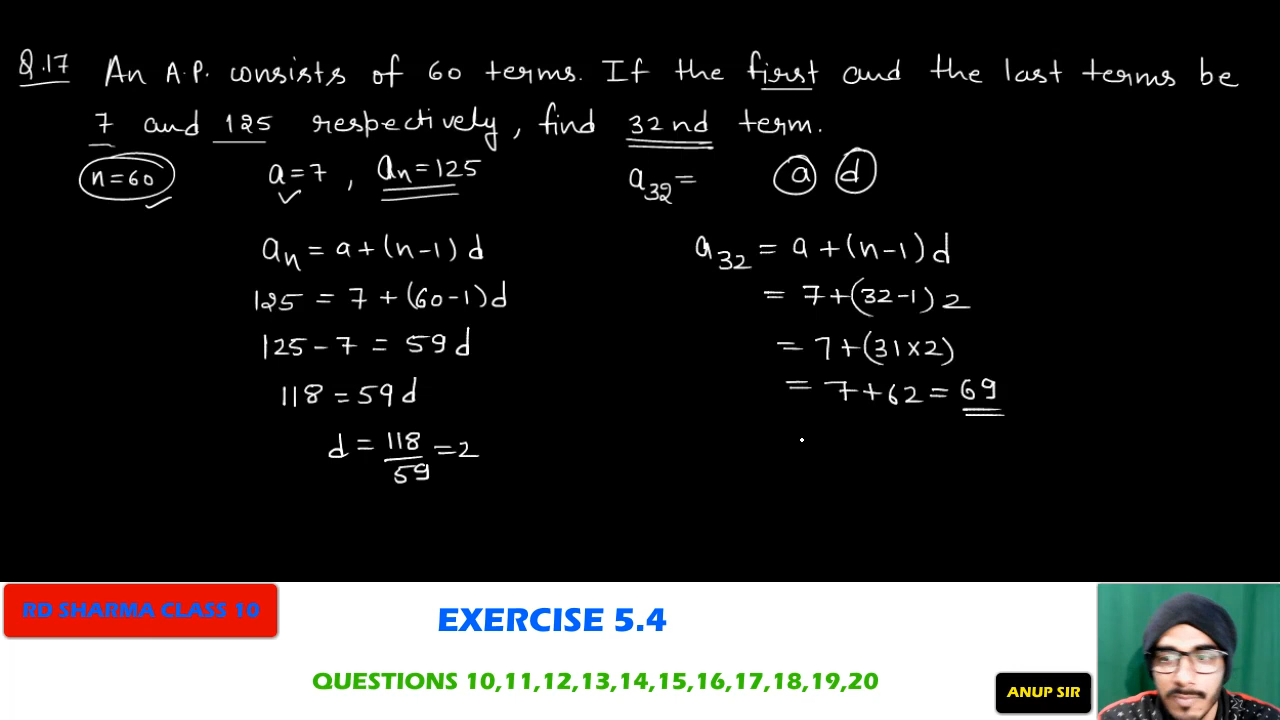 Q.17 An A.P. consists of 60 terms. If the first and the last terms be
7 and 125 respectively, find 32nd term.
n=60 a=7, an=125 a32= a d
an = a+(n-1)d
125 = 7+(60-1)d
125-7 = 59d
118=59d
d = 118/59 =2
a32 = a+(n-1)d
= 7+(32-1)2
= 7+(31×2)
= 7+62=69
RD SHARMA CLASS 10
EXERCISE 5.4
QUESTIONS 10,11,12,13,14,15,16,17,18,19,20
ANUP SIR